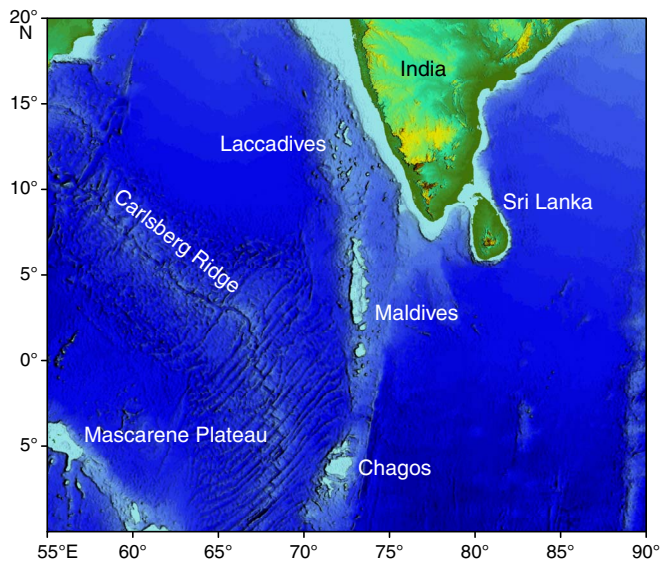 20°
N
India
15°
Laccadives
10°
Sri Lanka
Carlsberg Ridge
5°
Maldives
0°
Mascarene Plateau
5°
Chagos
55°E 60° 65° 70° 75° 80° 85° 90°